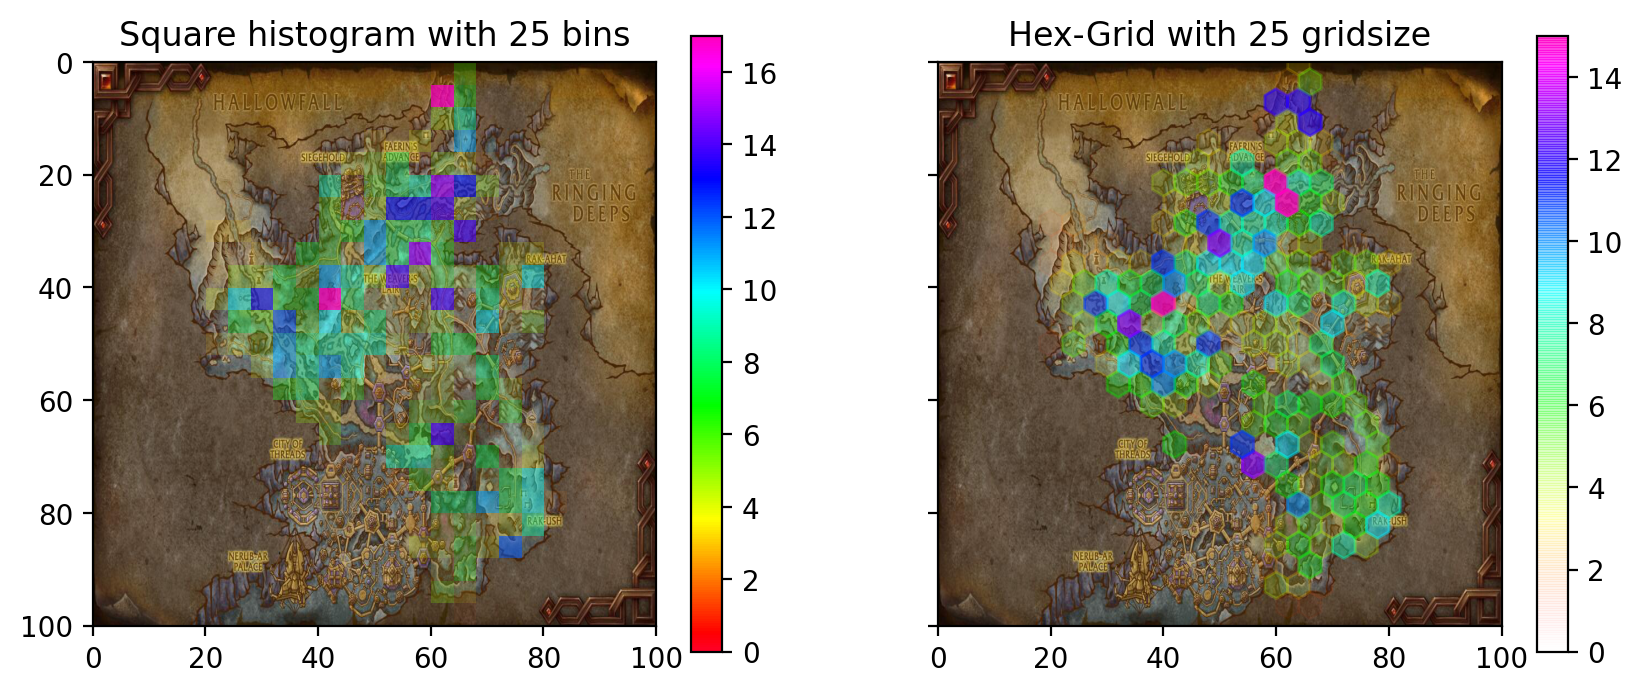 Square histogram with 25 bins
Hex-Grid with 25 gridsize
0
20
40
60
80
100
0
20
40
60
80
100
HALLOWFALL
SIEGEHOLD
FAERIN'S
ADVANCE
THE
RINGING
DEEPS
RAK-AHAT
THE WEAVER'S
LAIR
CITY OF
THREADS
RAK-USH
NERUB-AR
PALACE
16
14
12
10
8
6
4
2
0
HALLOWFALL
SIEGEHOLD
FAERIN'S
ADVANCE
THE
RINGING
DEEPS
RAK-AHAT
THE WEAVER'S
LAIR
CITY OF
THREADS
RAK-USH
NERUB-AR
PALACE
0
20
40
60
80
100
14
12
10
8
6
4
2
0